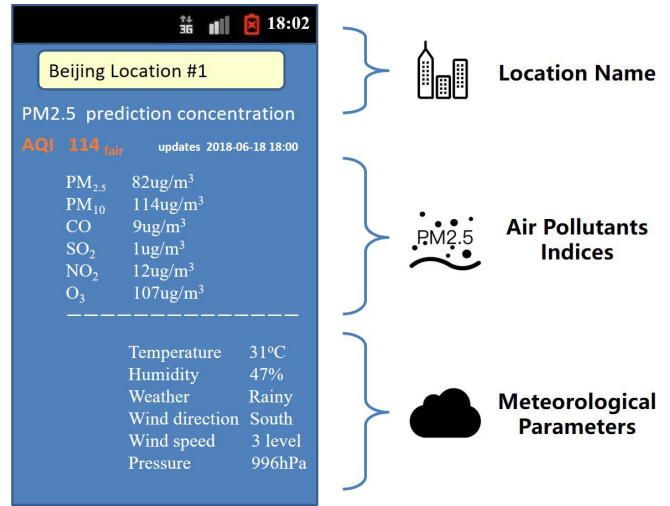 3G 18:02
Beijing Location #1
PM2.5 prediction concentration
AQI 114 fair updates 2018-06-18 18:00
PM₂.₅ 82ug/m³
PM₁₀ 114ug/m³
CO 9ug/m³
SO₂ 1ug/m³
NO₂ 12ug/m³
O₃ 107ug/m³
Temperature 31°C
Humidity 47%
Weather Rainy
Wind direction South
Wind speed 3 level
Pressure 996hPa
Location Name
PM2.5
Air Pollutants
Indices
Meteorological
Parameters